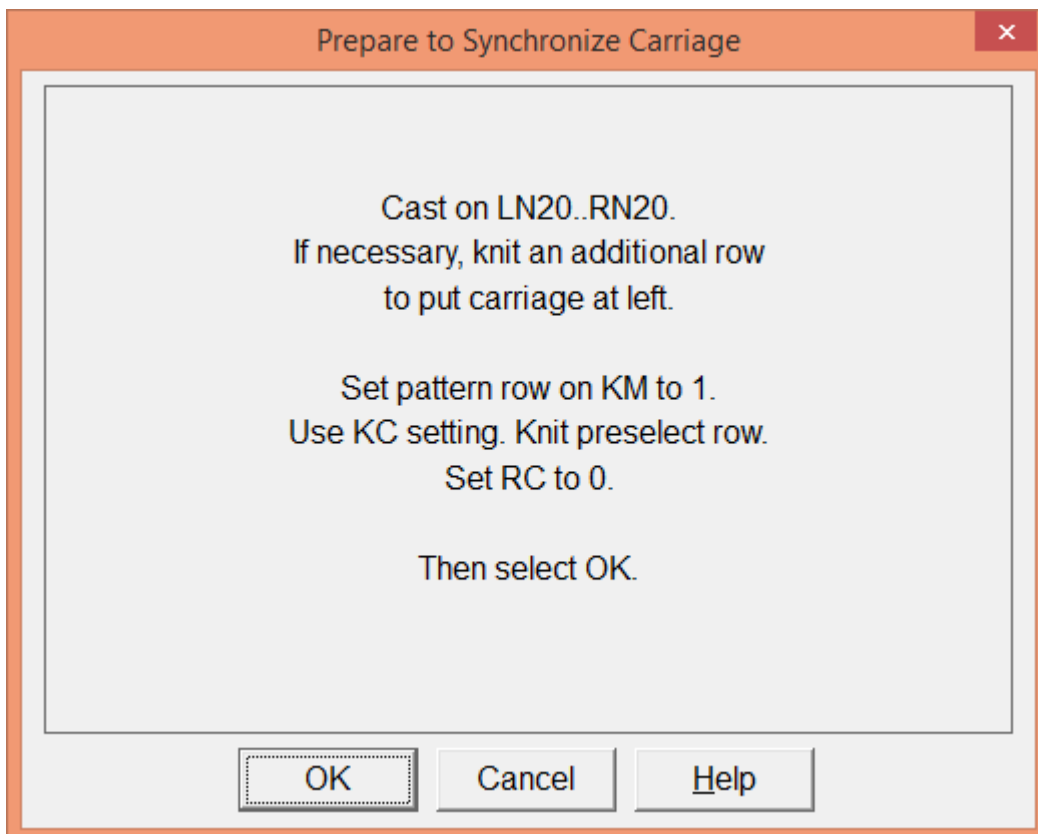 Prepare to Synchronize Carriage
Cast on LN20..RN20.
If necessary, knit an additional row
to put carriage at left.
Set pattern row on KM to 1.
Use KC setting. Knit preselect row.
Set RC to 0.
Then select OK.
OK
Cancel
Help